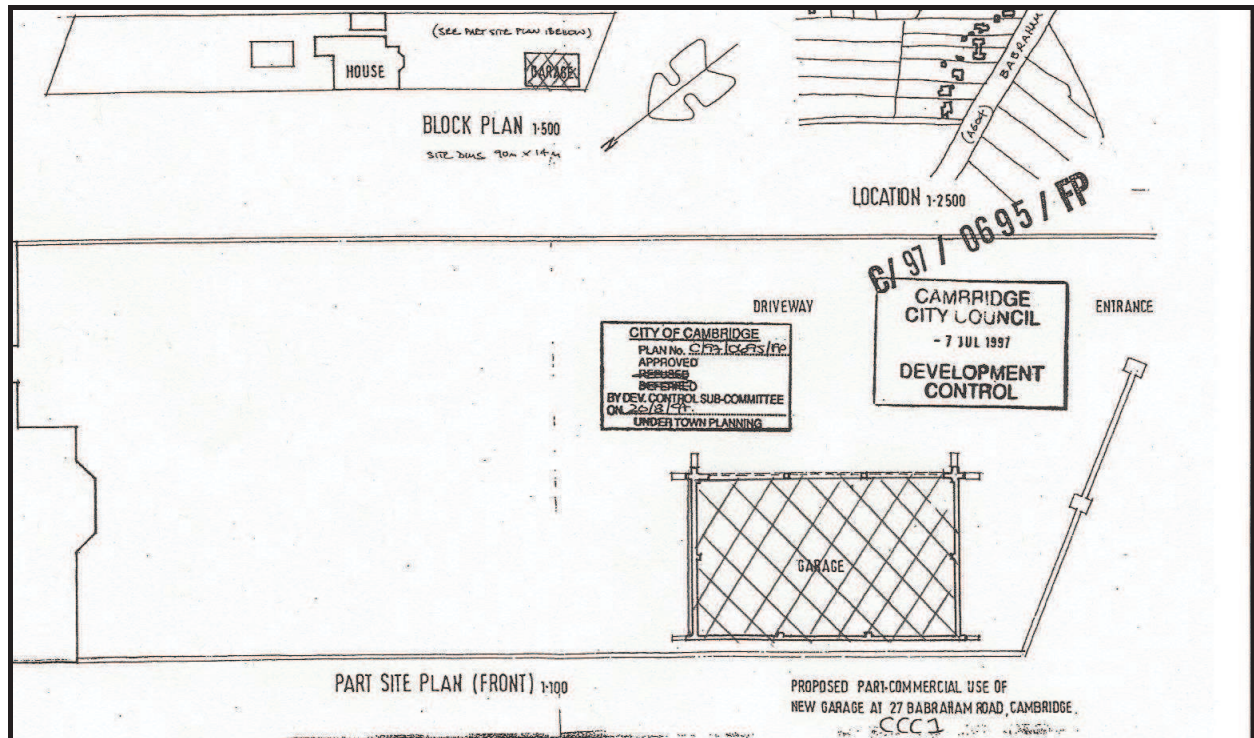 (SEE PART SITE PLAN BELOW)
HOUSE
GARAGE
BLOCK PLAN 1·500
SITE DIMS 90m x 14m
N
BABRAHAM
(A604)
LOCATION 1·2500
C/97/0695/FP
DRIVEWAY
ENTRANCE
CITY OF CAMBRIDGE
PLAN No. C/97/0695/FP
APPROVED
REFUSED
DEFERRED
BY DEV. CONTROL SUB-COMMITTEE
ON 20/8/97.
UNDER TOWN PLANNING
CAMBRIDGE
CITY COUNCIL
- 7 JUL 1997
DEVELOPMENT
CONTROL
GARAGE
PART SITE PLAN (FRONT) 1·100
PROPOSED PART-COMMERCIAL USE OF
NEW GARAGE AT 27 BABRAHAM ROAD, CAMBRIDGE.